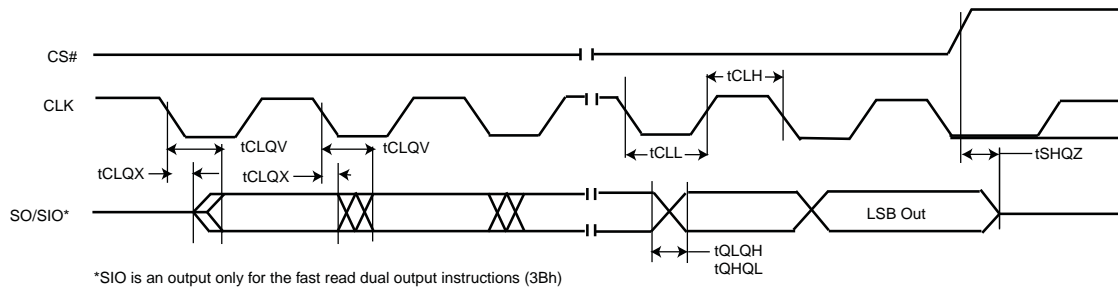 CS#
tCLH
CLK
tCLQV
tCLQV
tCLL
tSHQZ
tCLQX
tCLQX
SO/SIO*
LSB Out
tQLQH
tQHQL
*SIO is an output only for the fast read dual output instructions (3Bh)